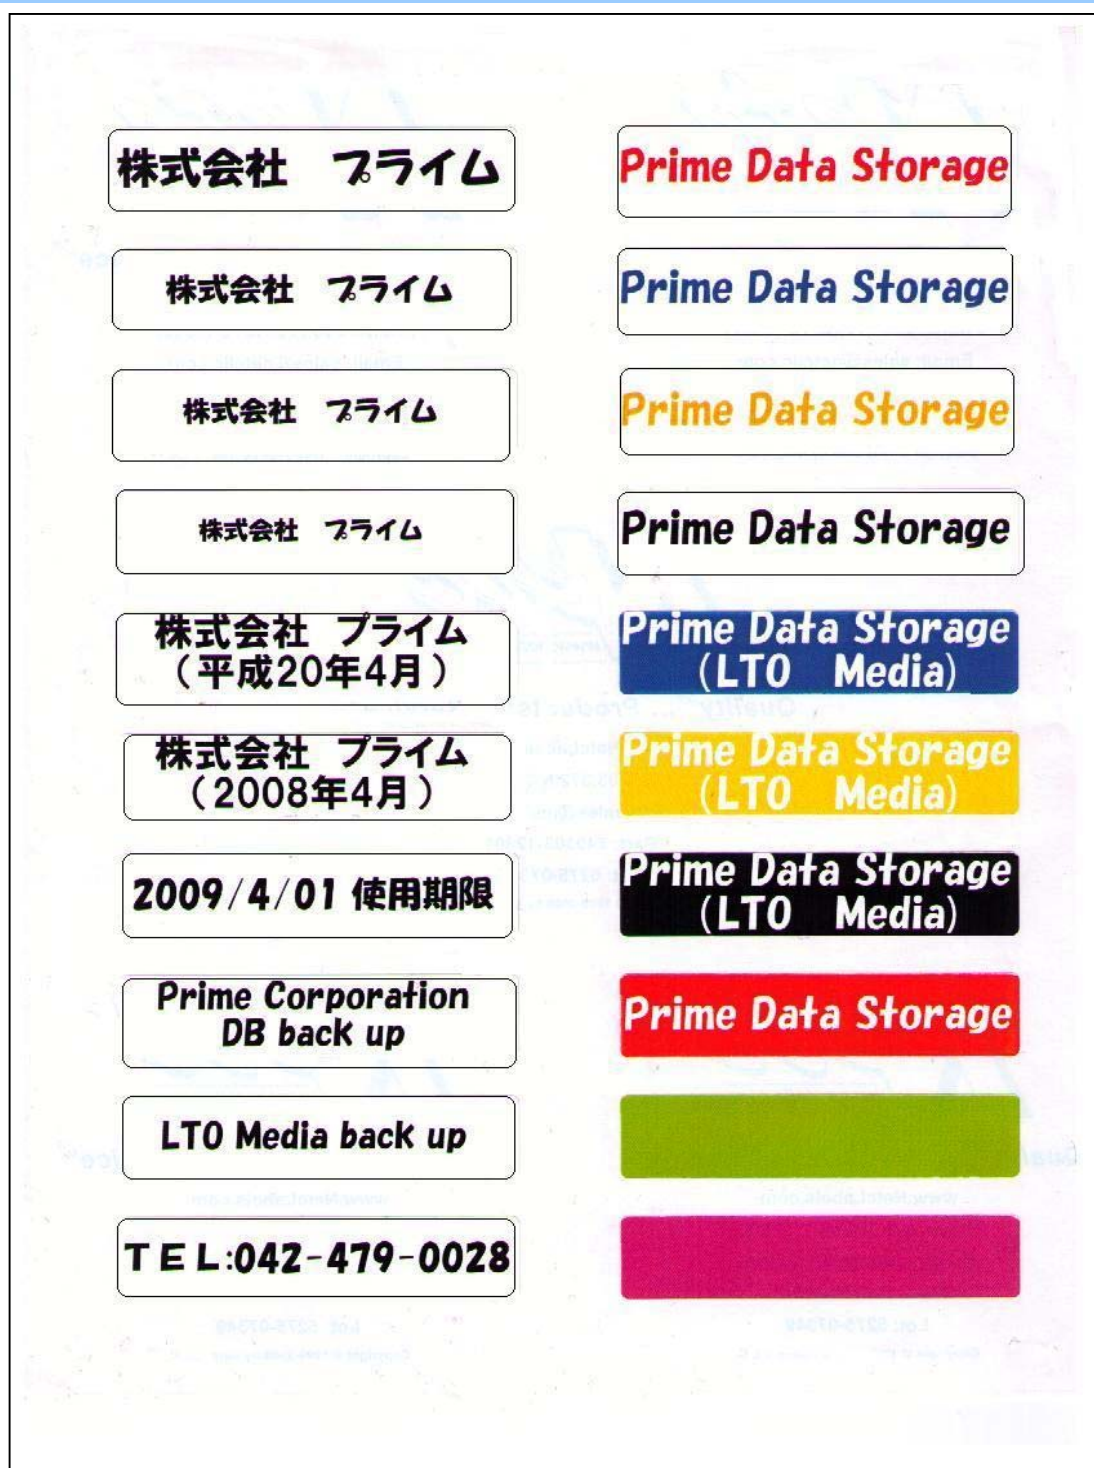 株式会社　プライム
株式会社　プライム
株式会社　プライム
株式会社　プライム
株式会社　プライム
（平成20年4月）
株式会社　プライム
（2008年4月）
2009/4/01 使用期限
Prime Corporation
DB back up
LTO Media back up
ＴＥＬ:042-479-0028
Prime Data Storage
Prime Data Storage
Prime Data Storage
Prime Data Storage
Prime Data Storage
(LTO　Media)
Prime Data Storage
(LTO　Media)
Prime Data Storage
(LTO　Media)
Prime Data Storage